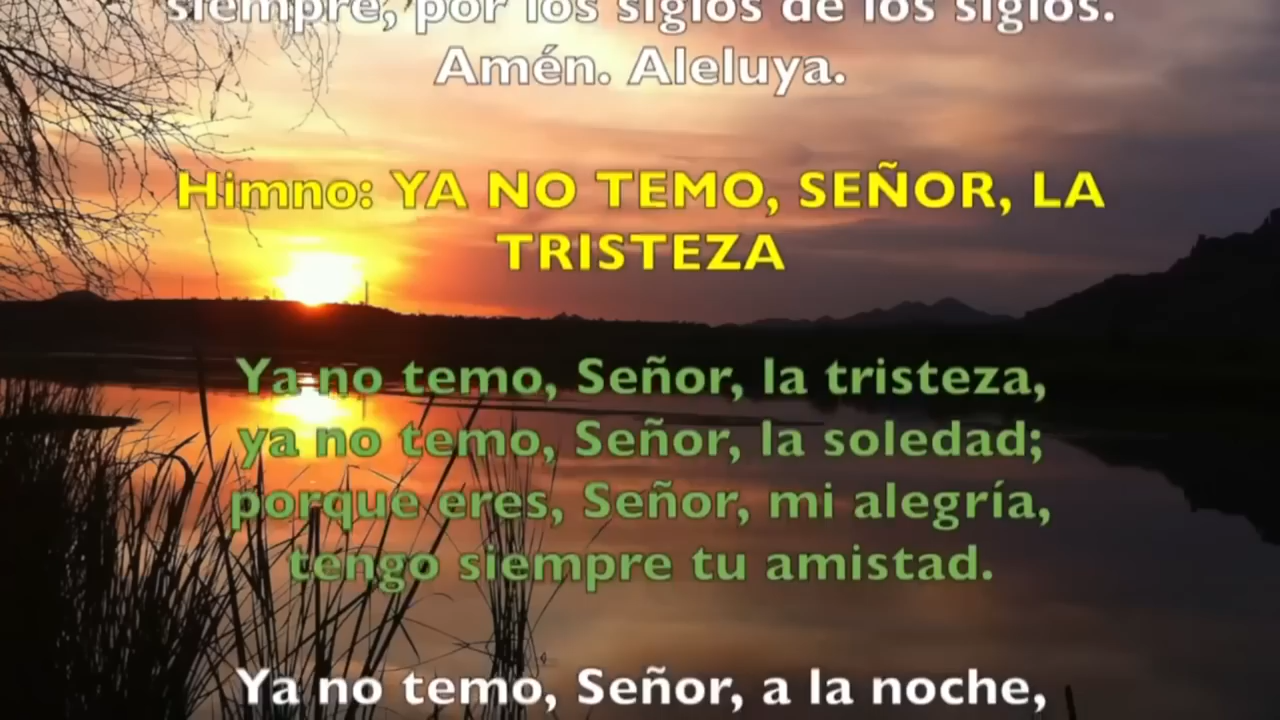 siempre, por los siglos de los siglos.
Amén. Aleluya.
Himno: YA NO TEMO, SEÑOR, LA
TRISTEZA
Ya no temo, Señor, la tristeza,
ya no temo, Señor, la soledad;
porque eres, Señor, mi alegría,
tengo siempre tu amistad.
Ya no temo, Señor, a la noche,